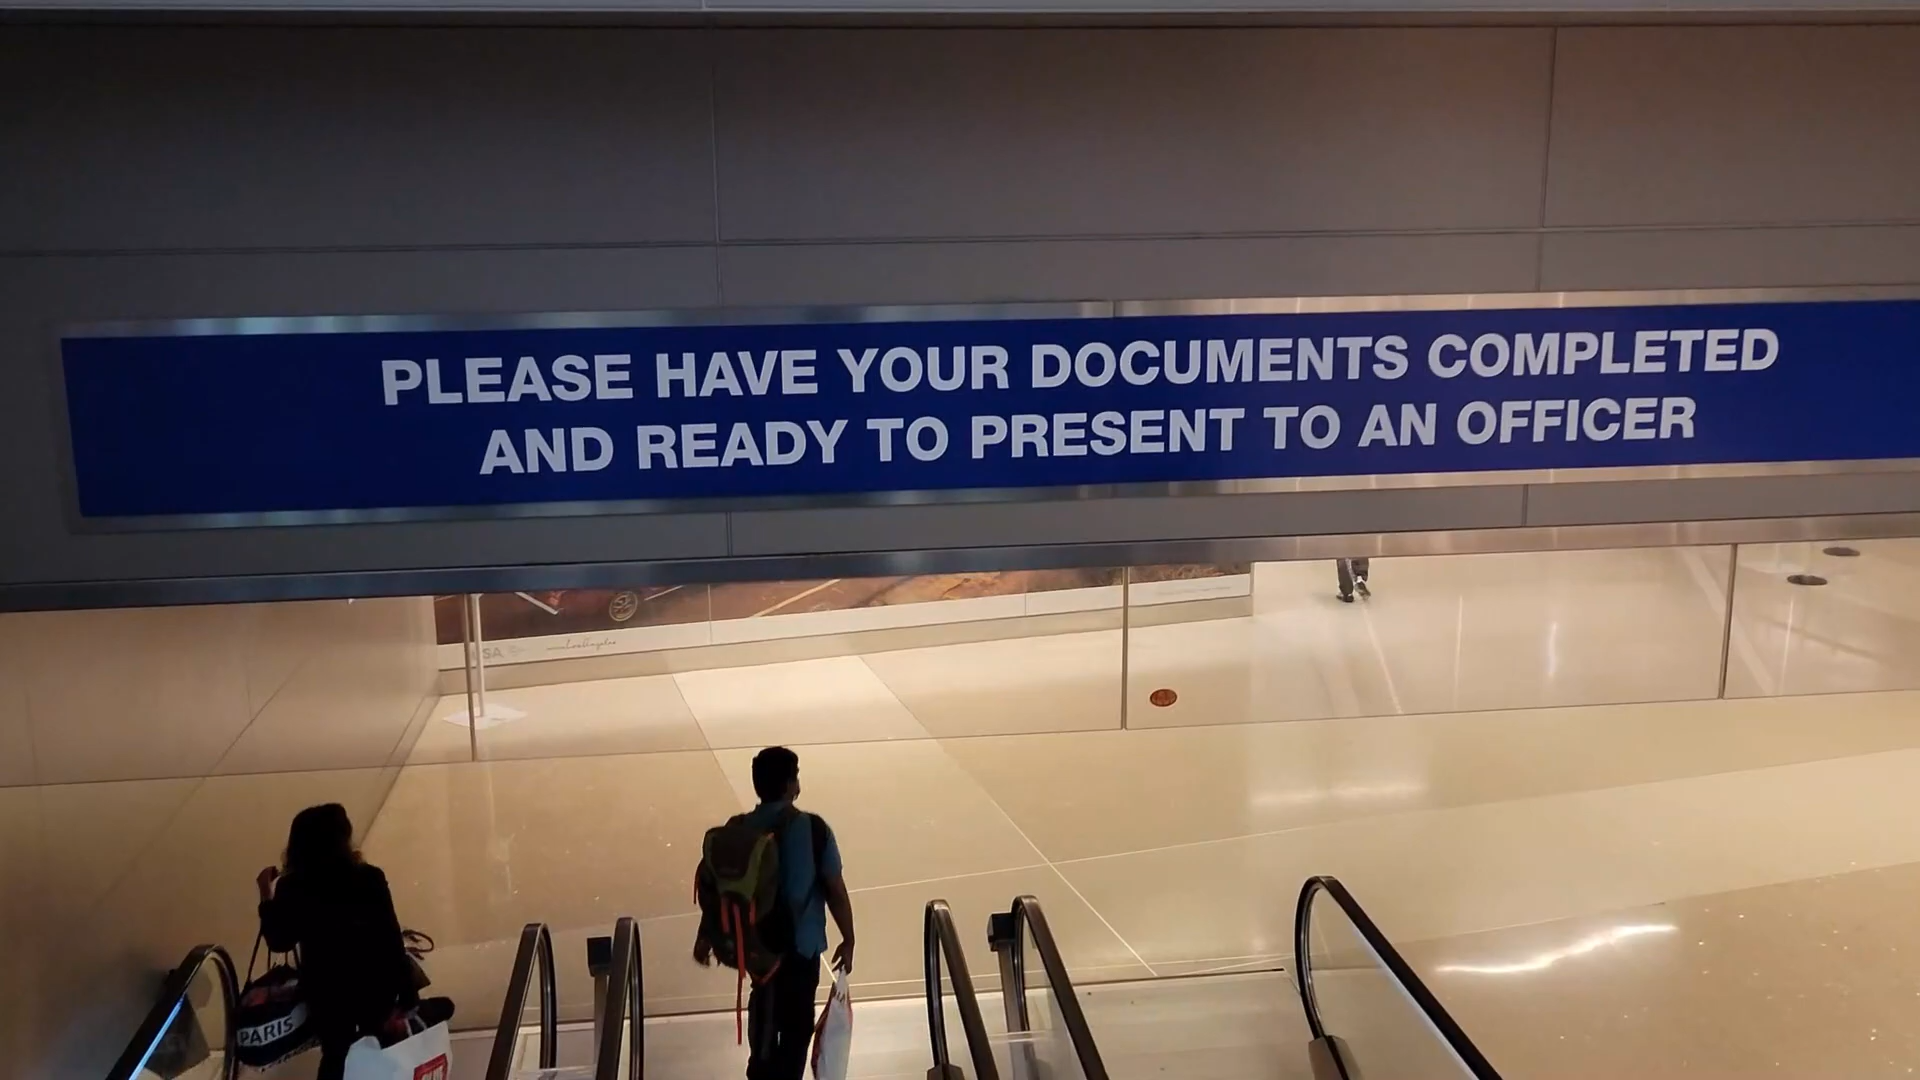 PLEASE HAVE YOUR DOCUMENTS COMPLETED
AND READY TO PRESENT TO AN OFFICER
PARIS